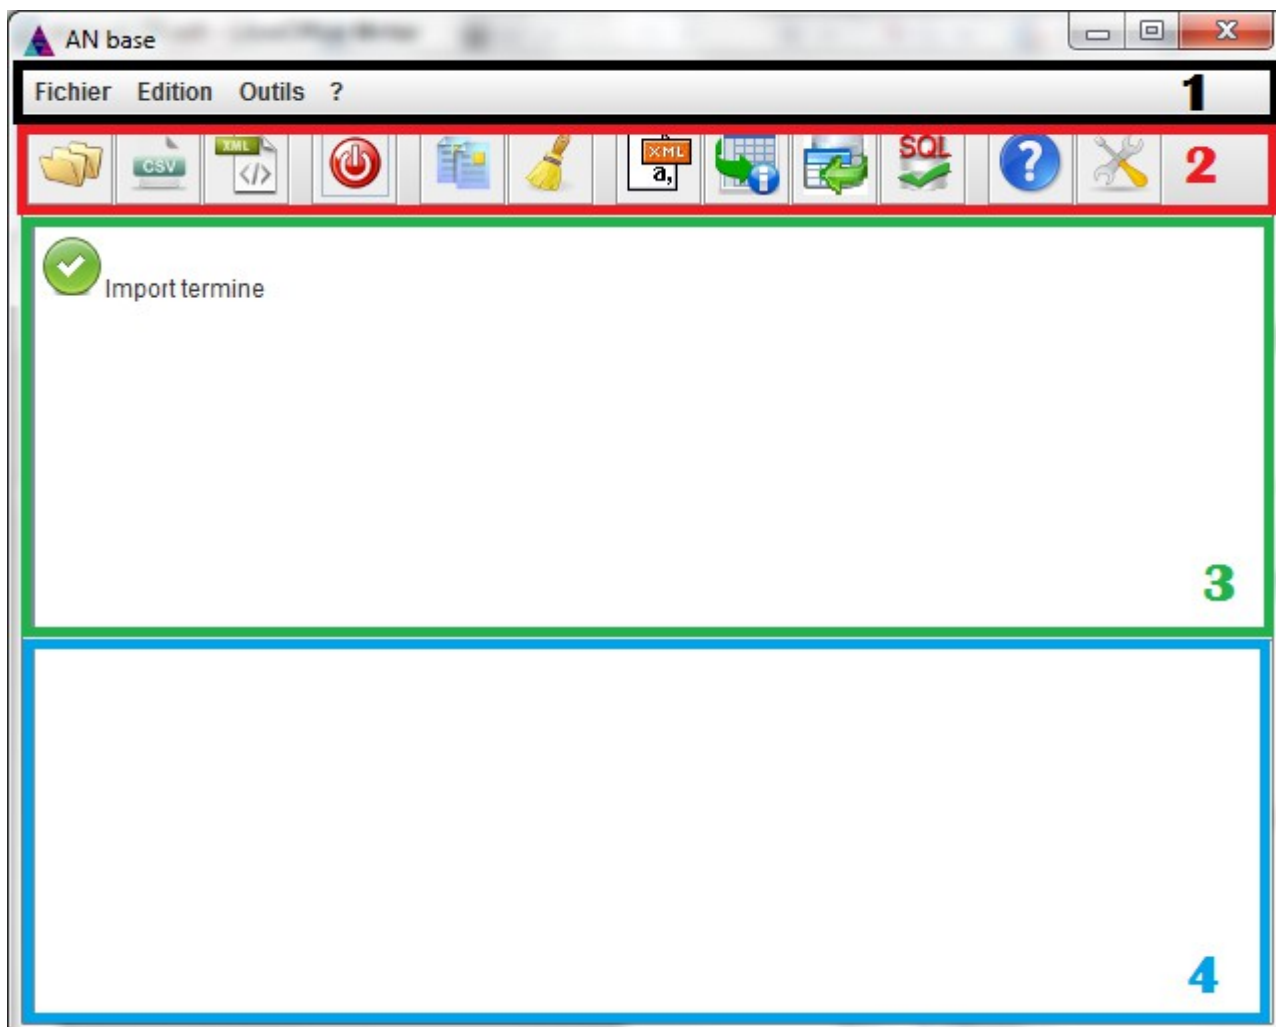 AN base
Fichier Edition Outils ? 1
CSV XML </> XML a, SQL ? 2
Import termine
3
4